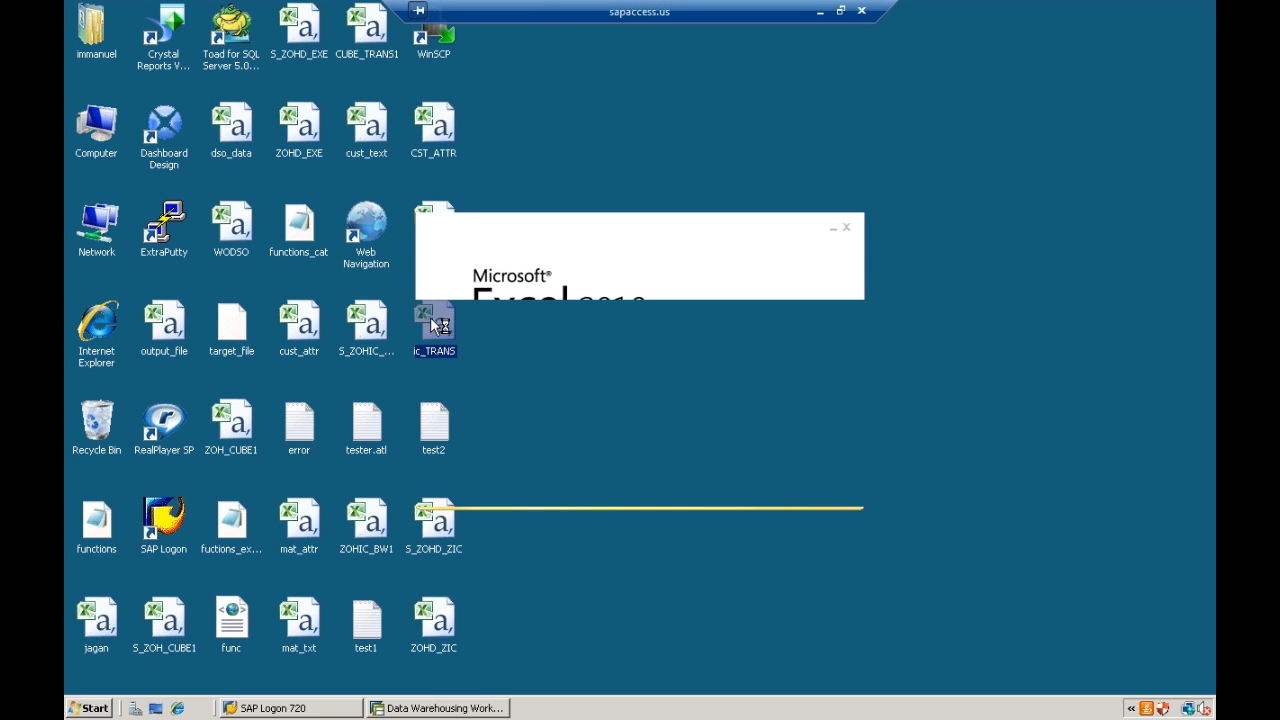 sapaccess.us
immanuel
Crystal
Reports V...
Toad for SQL
Server 5.0...
S_ZOHD_EXE
CUBE_TRANS1
WinSCP
Computer
Dashboard
Design
dso_data
ZOHD_EXE
cust_text
CST_ATTR
Network
ExtraPutty
WODSO
functions_cat
Web
Navigation
Microsoft®
Excel 2010
Internet
Explorer
output_file
target_file
cust_attr
S_ZOHIC_...
ic_TRANS
Recycle Bin
RealPlayer SP
ZOH_CUBE1
error
tester.atl
test2
functions
SAP Logon
fuctions_ex...
mat_attr
ZOHIC_BW1
S_ZOHD_ZIC
jagan
S_ZOH_CUBE1
func
mat_txt
test1
ZOHD_ZIC
Start
SAP Logon 720
Data Warehousing Work...